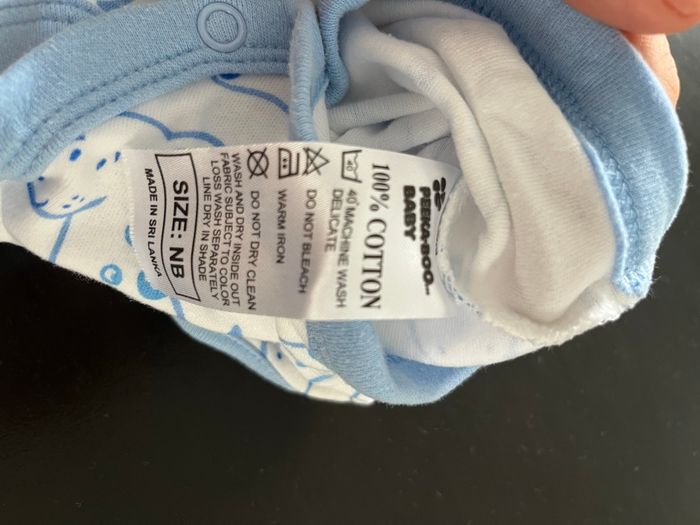 PEEKA-BOO..
BABY
100% COTTON
40° MACHINE WASH
DELICATE
DO NOT BLEACH
WARM IRON
DO NOT DRY CLEAN
WASH AND DRY INSIDE OUT
FABRIC SUBJECT TO COLOR
LOSS WASH SEPARATELY
LINE DRY IN SHADE
SIZE: NB
MADE IN SRI LANKA